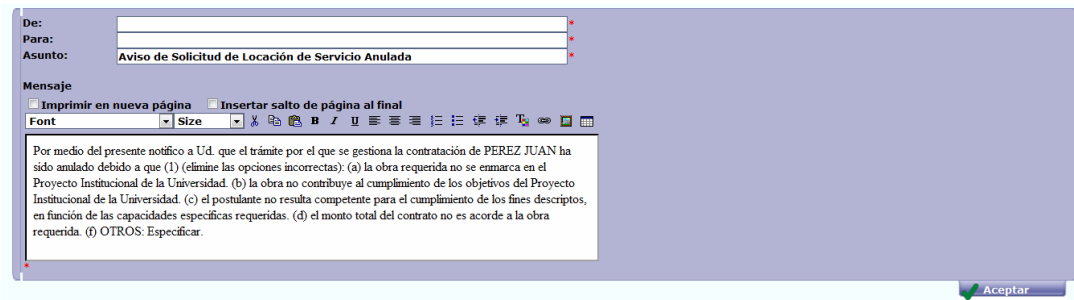 De: *
Para: *
Asunto: Aviso de Solicitud de Locación de Servicio Anulada *
Mensaje
Imprimir en nueva página Insertar salto de página al final
Font Size B I U
Por medio del presente notifico a Ud. que el trámite por el que se gestiona la contratación de PEREZ JUAN ha
sido anulado debido a que (1) (elimine las opciones incorrectas): (a) la obra requerida no se enmarca en el
Proyecto Institucional de la Universidad. (b) la obra no contribuye al cumplimiento de los objetivos del Proyecto
Institucional de la Universidad. (c) el postulante no resulta competente para el cumplimiento de los fines descriptos,
en función de las capacidades específicas requeridas. (d) el monto total del contrato no es acorde a la obra
requerida. (f) OTROS: Especificar.
*
Aceptar